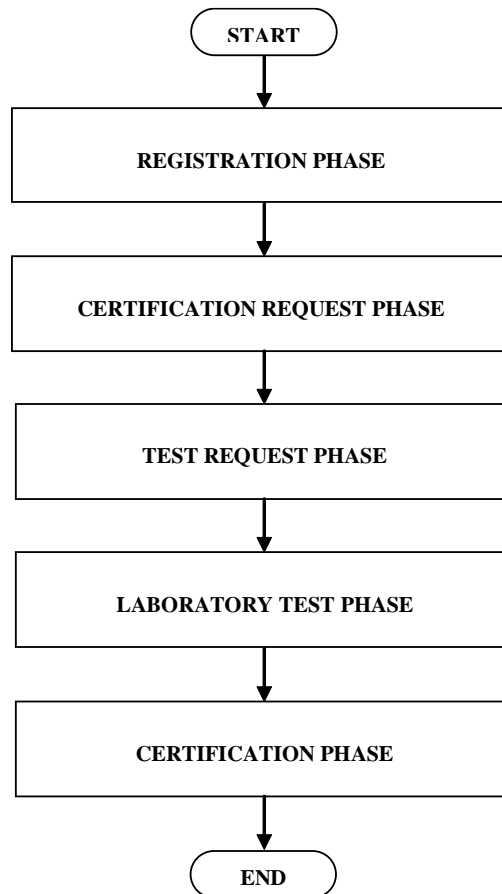 START
REGISTRATION PHASE
CERTIFICATION REQUEST PHASE
TEST REQUEST PHASE
LABORATORY TEST PHASE
CERTIFICATION PHASE
END